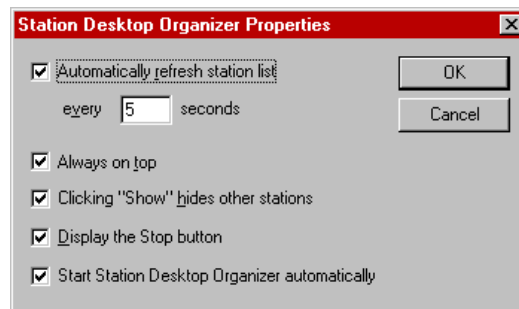 Station Desktop Organizer Properties
Automatically refresh station list
OK
every 5 seconds
Cancel
Always on top
Clicking "Show" hides other stations
Display the Stop button
Start Station Desktop Organizer automatically